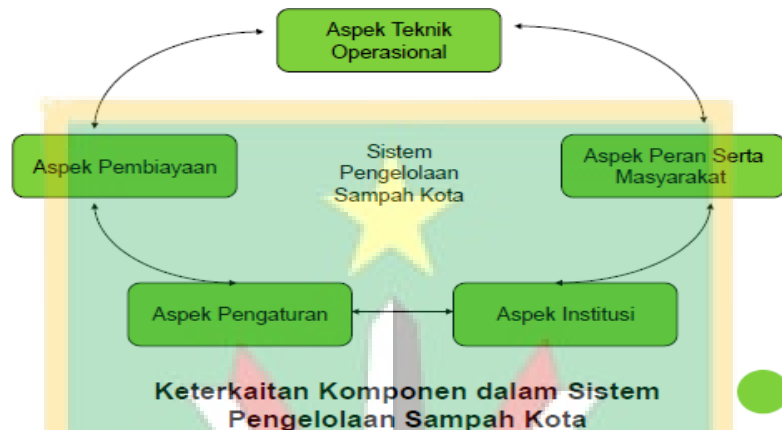 Aspek Teknik
Operasional
Aspek Pembiayaan
Sistem
Pengelolaan
Sampah Kota
Aspek Peran Serta
Masyarakat
Aspek Pengaturan
Aspek Institusi
Keterkaitan Komponen dalam Sistem
Pengelolaan Sampah Kota